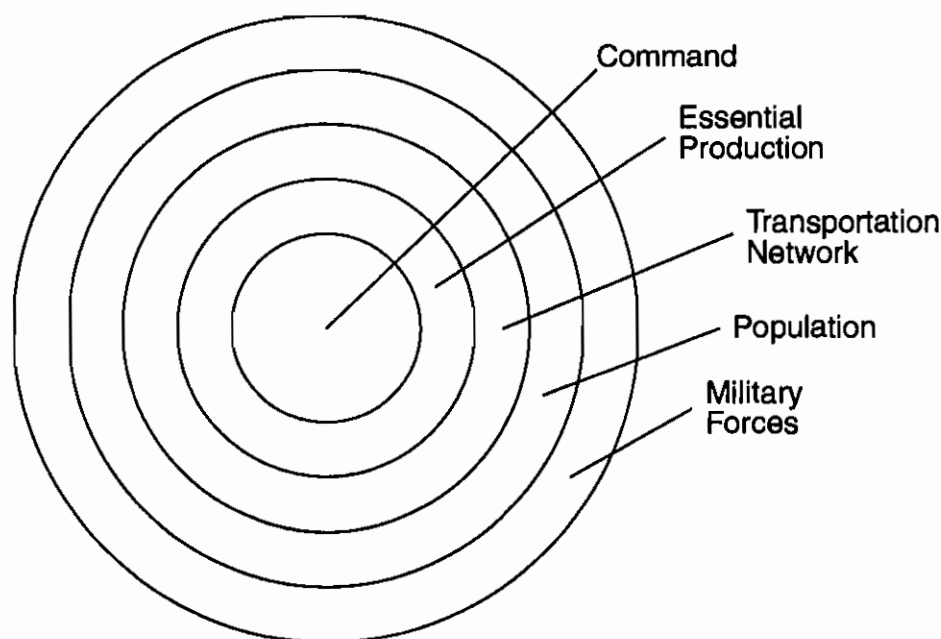 Command
Essential
Production
Transportation
Network
Population
Military
Forces